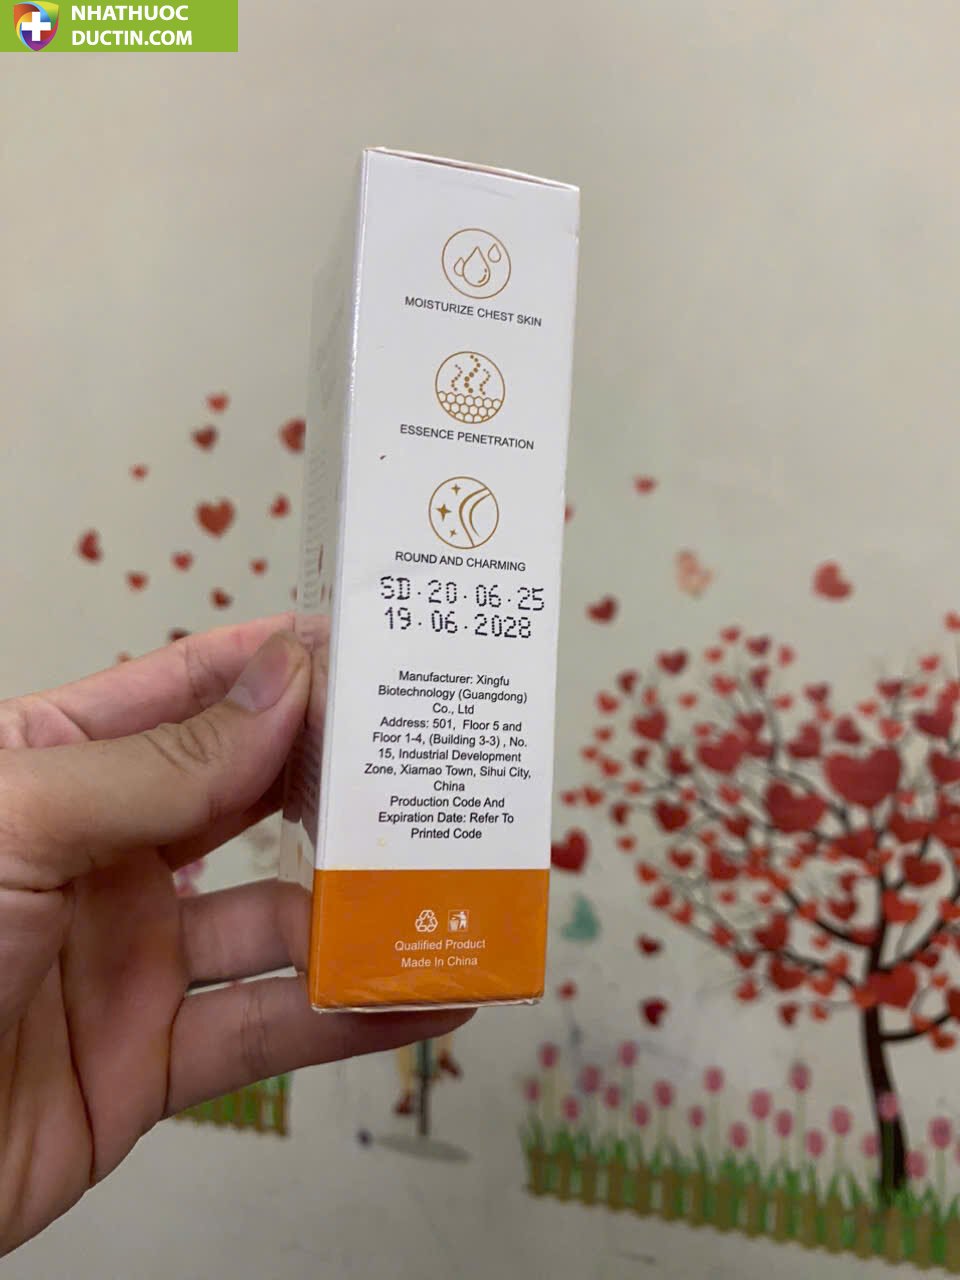 NHATHUOC
DUCTIN.COM
MOISTURIZE CHEST SKIN
ESSENCE PENETRATION
ROUND AND CHARMING
SD.20.06.25
19.06.2028
Manufacturer: Xingfu
Biotechnology (Guangdong)
Co., Ltd
Address: 501, Floor 5 and
Floor 1-4, (Building 3-3) , No.
15, Industrial Development
Zone, Xiamao Town, Sihui City,
China
Production Code And
Expiration Date: Refer To
Printed Code
Qualified Product
Made In China